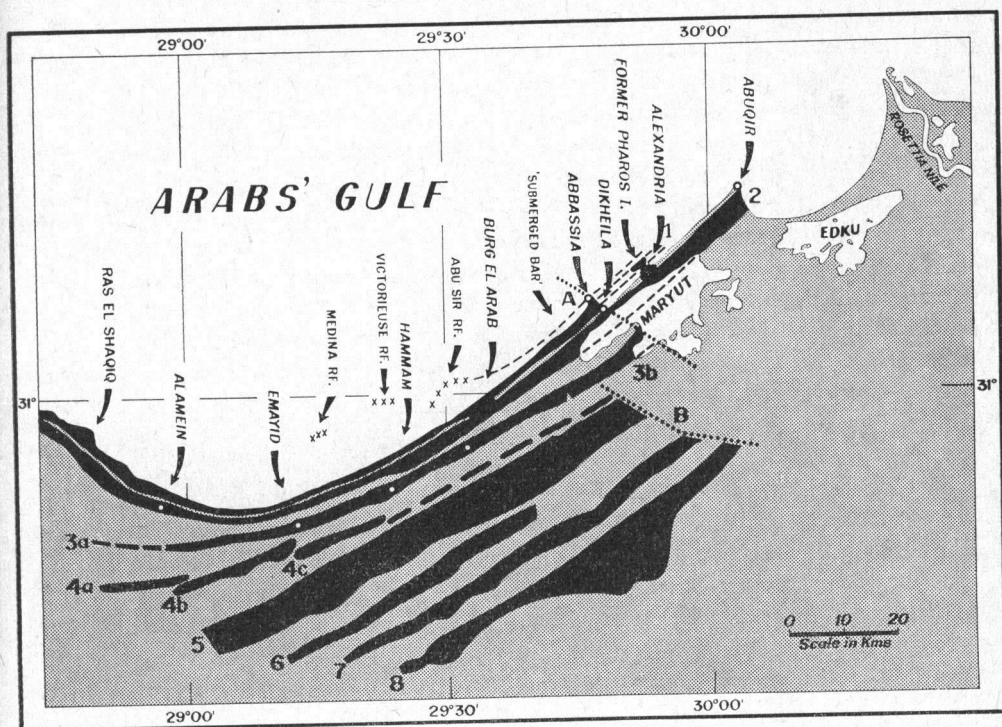 29°00'
29°30'
30°00'
ARABS' GULF
RAS EL SHAQIQ
ALAMEIN
EMAYID
MEDINA RF.
VICTORIEUSE RF.
HAMMAM
ABU SIR RF.
BURG EL ARAB
'SUBMERGED BAR'
ABBASSIA
DIKHEILA
FORMER PHAROS I.
ALEXANDRIA
ABUQIR
ROSETTIA NILE
EDKU
MARYUT
1
2
A
3b
B
31°
31°
xxx
xxx
3a
4a
4b
4c
5
6
7
8
0 10 20
Scale in Kms
29°00'
29°30'
30°00'